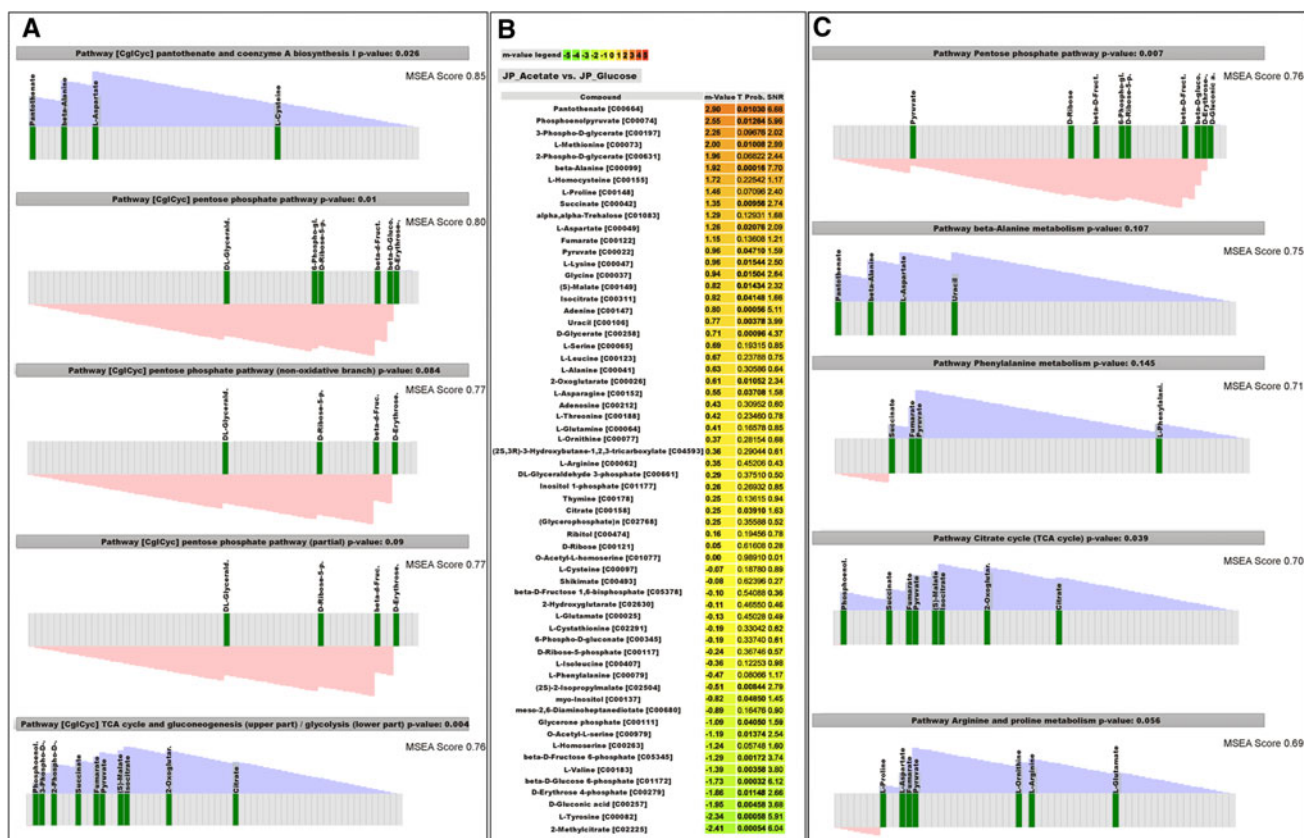 A
Pathway [CglCyc] pantothenate and coenzyme A biosynthesis I p-value: 0.026
MSEA Score 0.85
Pantothenate
beta-Alanine
L-Aspartate
L-Cysteine
Pathway [CglCyc] pentose phosphate pathway p-value: 0.01
MSEA Score 0.80
DL-Glycerald.
6-Phospho-gl.
D-Ribose-5-p.
beta-d-Fruct.
beta-D-Gluco.
D-Erythrose-.
Pathway [CglCyc] pentose phosphate pathway (non-oxidative branch) p-value: 0.084
MSEA Score 0.77
DL-Glycerald.
D-Ribose-5-p.
beta-d-Fruc.
D-Erythrose.
Pathway [CglCyc] pentose phosphate pathway (partial) p-value: 0.09
MSEA Score 0.77
DL-Glycerald.
D-Ribose-5-p.
beta-d-Fruc.
D-Erythrose.
Pathway [CglCyc] TCA cycle and gluconeogenesis (upper part) / glycolysis (lower part) p-value: 0.004
MSEA Score 0.76
Phosphoenol.
3-Phospho-D-.
2-Phospho-D-.
Succinate
Fumarate
Pyruvate
(S)-Malate
Isocitrate
2-Oxoglutar.
Citrate
B
m-value legend -5 -4 -3 -2 -1 0 1 2 3 4 5
JP_Acetate vs. JP_Glucose
Compound m-Value T Prob. SNR
Pantothenate [C00864] 2.90 0.01030 6.68
Phosphoenolpyruvate [C00074] 2.55 0.01264 5.96
3-Phospho-D-glycerate [C00197] 2.26 0.09676 2.02
L-Methionine [C00073] 2.00 0.01008 2.99
2-Phospho-D-glycerate [C00631] 1.96 0.06822 2.44
beta-Alanine [C00099] 1.92 0.00016 7.70
L-Homocysteine [C00155] 1.72 0.22542 1.17
L-Proline [C00148] 1.46 0.07096 2.40
Succinate [C00042] 1.35 0.00956 2.74
alpha,alpha-Trehalose [C01083] 1.29 0.12931 1.68
L-Aspartate [C00049] 1.26 0.02076 2.09
Fumarate [C00122] 1.15 0.13608 1.21
Pyruvate [C00022] 0.96 0.04710 1.59
L-Lysine [C00047] 0.96 0.01544 2.50
Glycine [C00037] 0.94 0.01504 2.64
(S)-Malate [C00149] 0.82 0.01434 2.32
Isocitrate [C00311] 0.82 0.04148 1.66
Adenine [C00147] 0.80 0.00056 5.11
Uracil [C00106] 0.77 0.00378 3.99
D-Glycerate [C00258] 0.71 0.00096 4.37
L-Serine [C00065] 0.69 0.19315 0.85
L-Leucine [C00123] 0.67 0.23788 0.75
L-Alanine [C00041] 0.63 0.30586 0.64
2-Oxoglutarate [C00026] 0.61 0.01052 2.34
L-Asparagine [C00152] 0.55 0.03708 1.58
Adenosine [C00212] 0.43 0.30952 0.60
L-Threonine [C00188] 0.42 0.23460 0.78
L-Glutamine [C00064] 0.41 0.16578 0.85
L-Ornithine [C00077] 0.37 0.28154 0.68
(2S,3R)-3-Hydroxybutane-1,2,3-tricarboxylate [C04593] 0.36 0.29044 0.61
L-Arginine [C00062] 0.35 0.45206 0.43
DL-Glyceraldehyde 3-phosphate [C00661] 0.29 0.37510 0.50
Inositol 1-phosphate [C01177] 0.26 0.26932 0.85
Thymine [C00178] 0.25 0.13615 0.94
Citrate [C00158] 0.25 0.03910 1.63
(Glycerophosphate)n [C02768] 0.25 0.35588 0.52
Ribitol [C00474] 0.16 0.19456 0.78
D-Ribose [C00121] 0.05 0.61608 0.28
O-Acetyl-L-homoserine [C01077] 0.00 0.98910 0.01
L-Cysteine [C00097] -0.07 0.18780 0.89
Shikimate [C00493] -0.08 0.62396 0.27
beta-D-Fructose 1,6-bisphosphate [C05378] -0.10 0.54088 0.36
2-Hydroxyglutarate [C02630] -0.11 0.46550 0.46
L-Glutamate [C00025] -0.13 0.45028 0.49
L-Cystathionine [C02291] -0.19 0.33042 0.62
6-Phospho-D-gluconate [C00345] -0.19 0.33740 0.61
D-Ribose-5-phosphate [C00117] -0.24 0.36746 0.57
L-Isoleucine [C00407] -0.36 0.12253 0.98
L-Phenylalanine [C00079] -0.47 0.08066 1.17
(2S)-2-Isopropylmalate [C02504] -0.51 0.00844 2.79
myo-Inositol [C00137] -0.82 0.04850 1.45
meso-2,6-Diaminoheptanediotate [C00680] -0.89 0.16476 0.90
Glycerone phosphate [C00111] -1.09 0.04050 1.59
O-Acetyl-L-serine [C00979] -1.19 0.01374 2.54
L-Homoserine [C00263] -1.24 0.05748 1.60
beta-D-Fructose 6-phosphate [C05345] -1.29 0.00172 3.74
L-Valine [C00183] -1.39 0.00358 3.80
beta-D-Glucose 6-phosphate [C01172] -1.73 0.00032 6.12
D-Erythrose 4-phosphate [C00279] -1.86 0.01148 2.66
D-Gluconic acid [C00257] -1.95 0.00458 3.68
L-Tyrosine [C00082] -2.34 0.00058 5.91
2-Methylcitrate [C02225] -2.41 0.00054 6.04
C
Pathway Pentose phosphate pathway p-value: 0.007
MSEA Score 0.76
Pyruvate
D-Ribose
beta-D-Fruct.
6-Phospho-gl.
D-Ribose-5-p.
beta-D-Fruct.
beta-D-gluco.
D-Erythrose-.
D-Gluconic a.
Pathway beta-Alanine metabolism p-value: 0.107
MSEA Score 0.75
Pantothenate
beta-Alanine
L-Aspartate
Uracil
Pathway Phenylalanine metabolism p-value: 0.145
MSEA Score 0.71
Succinate
Fumarate
Pyruvate
L-Phenylalani.
Pathway Citrate cycle (TCA cycle) p-value: 0.039
MSEA Score 0.70
Phosphoenol.
Succinate
Fumarate
Pyruvate
(S)-Malate
Isocitrate
2-Oxoglutar.
Citrate
Pathway Arginine and proline metabolism p-value: 0.056
MSEA Score 0.69
L-Proline
L-Aspartate
Fumarate
Pyruvate
L-Ornithine
L-Arginine
L-Glutamate